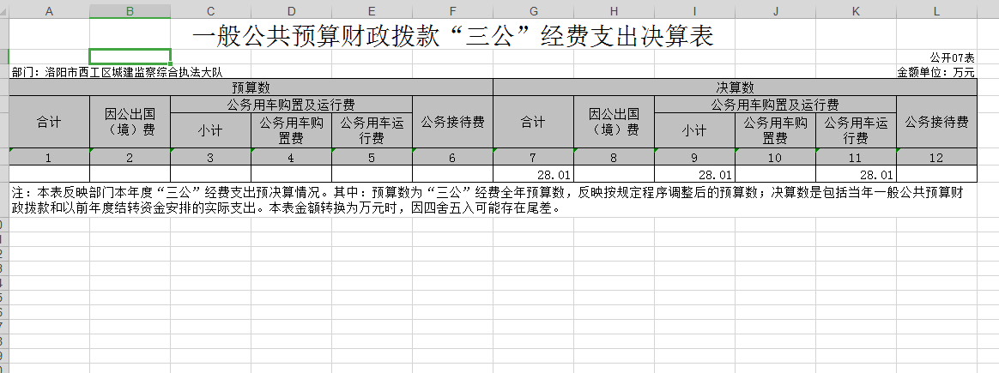 A B C D E F G H I J K L
一般公共预算财政拨款“三公”经费支出决算表
公开07表
部门：洛阳市西工区城建监察综合执法大队 金额单位：万元
预算数 决算数
合计 因公出国（境）费 公务用车购置及运行费 公务接待费 合计 因公出国（境）费 公务用车购置及运行费 公务接待费
小计 公务用车购置费 公务用车运行费 小计 公务用车购置费 公务用车运行费
1 2 3 4 5 6 7 8 9 10 11 12
28.01 28.01 28.01
注：本表反映部门本年度“三公”经费支出预决算情况。其中：预算数为“三公”经费全年预算数，反映按规定程序调整后的预算数；决算数是包括当年一般公共预算财
政拨款和以前年度结转资金安排的实际支出。本表金额转换为万元时，因四舍五入可能存在尾差。